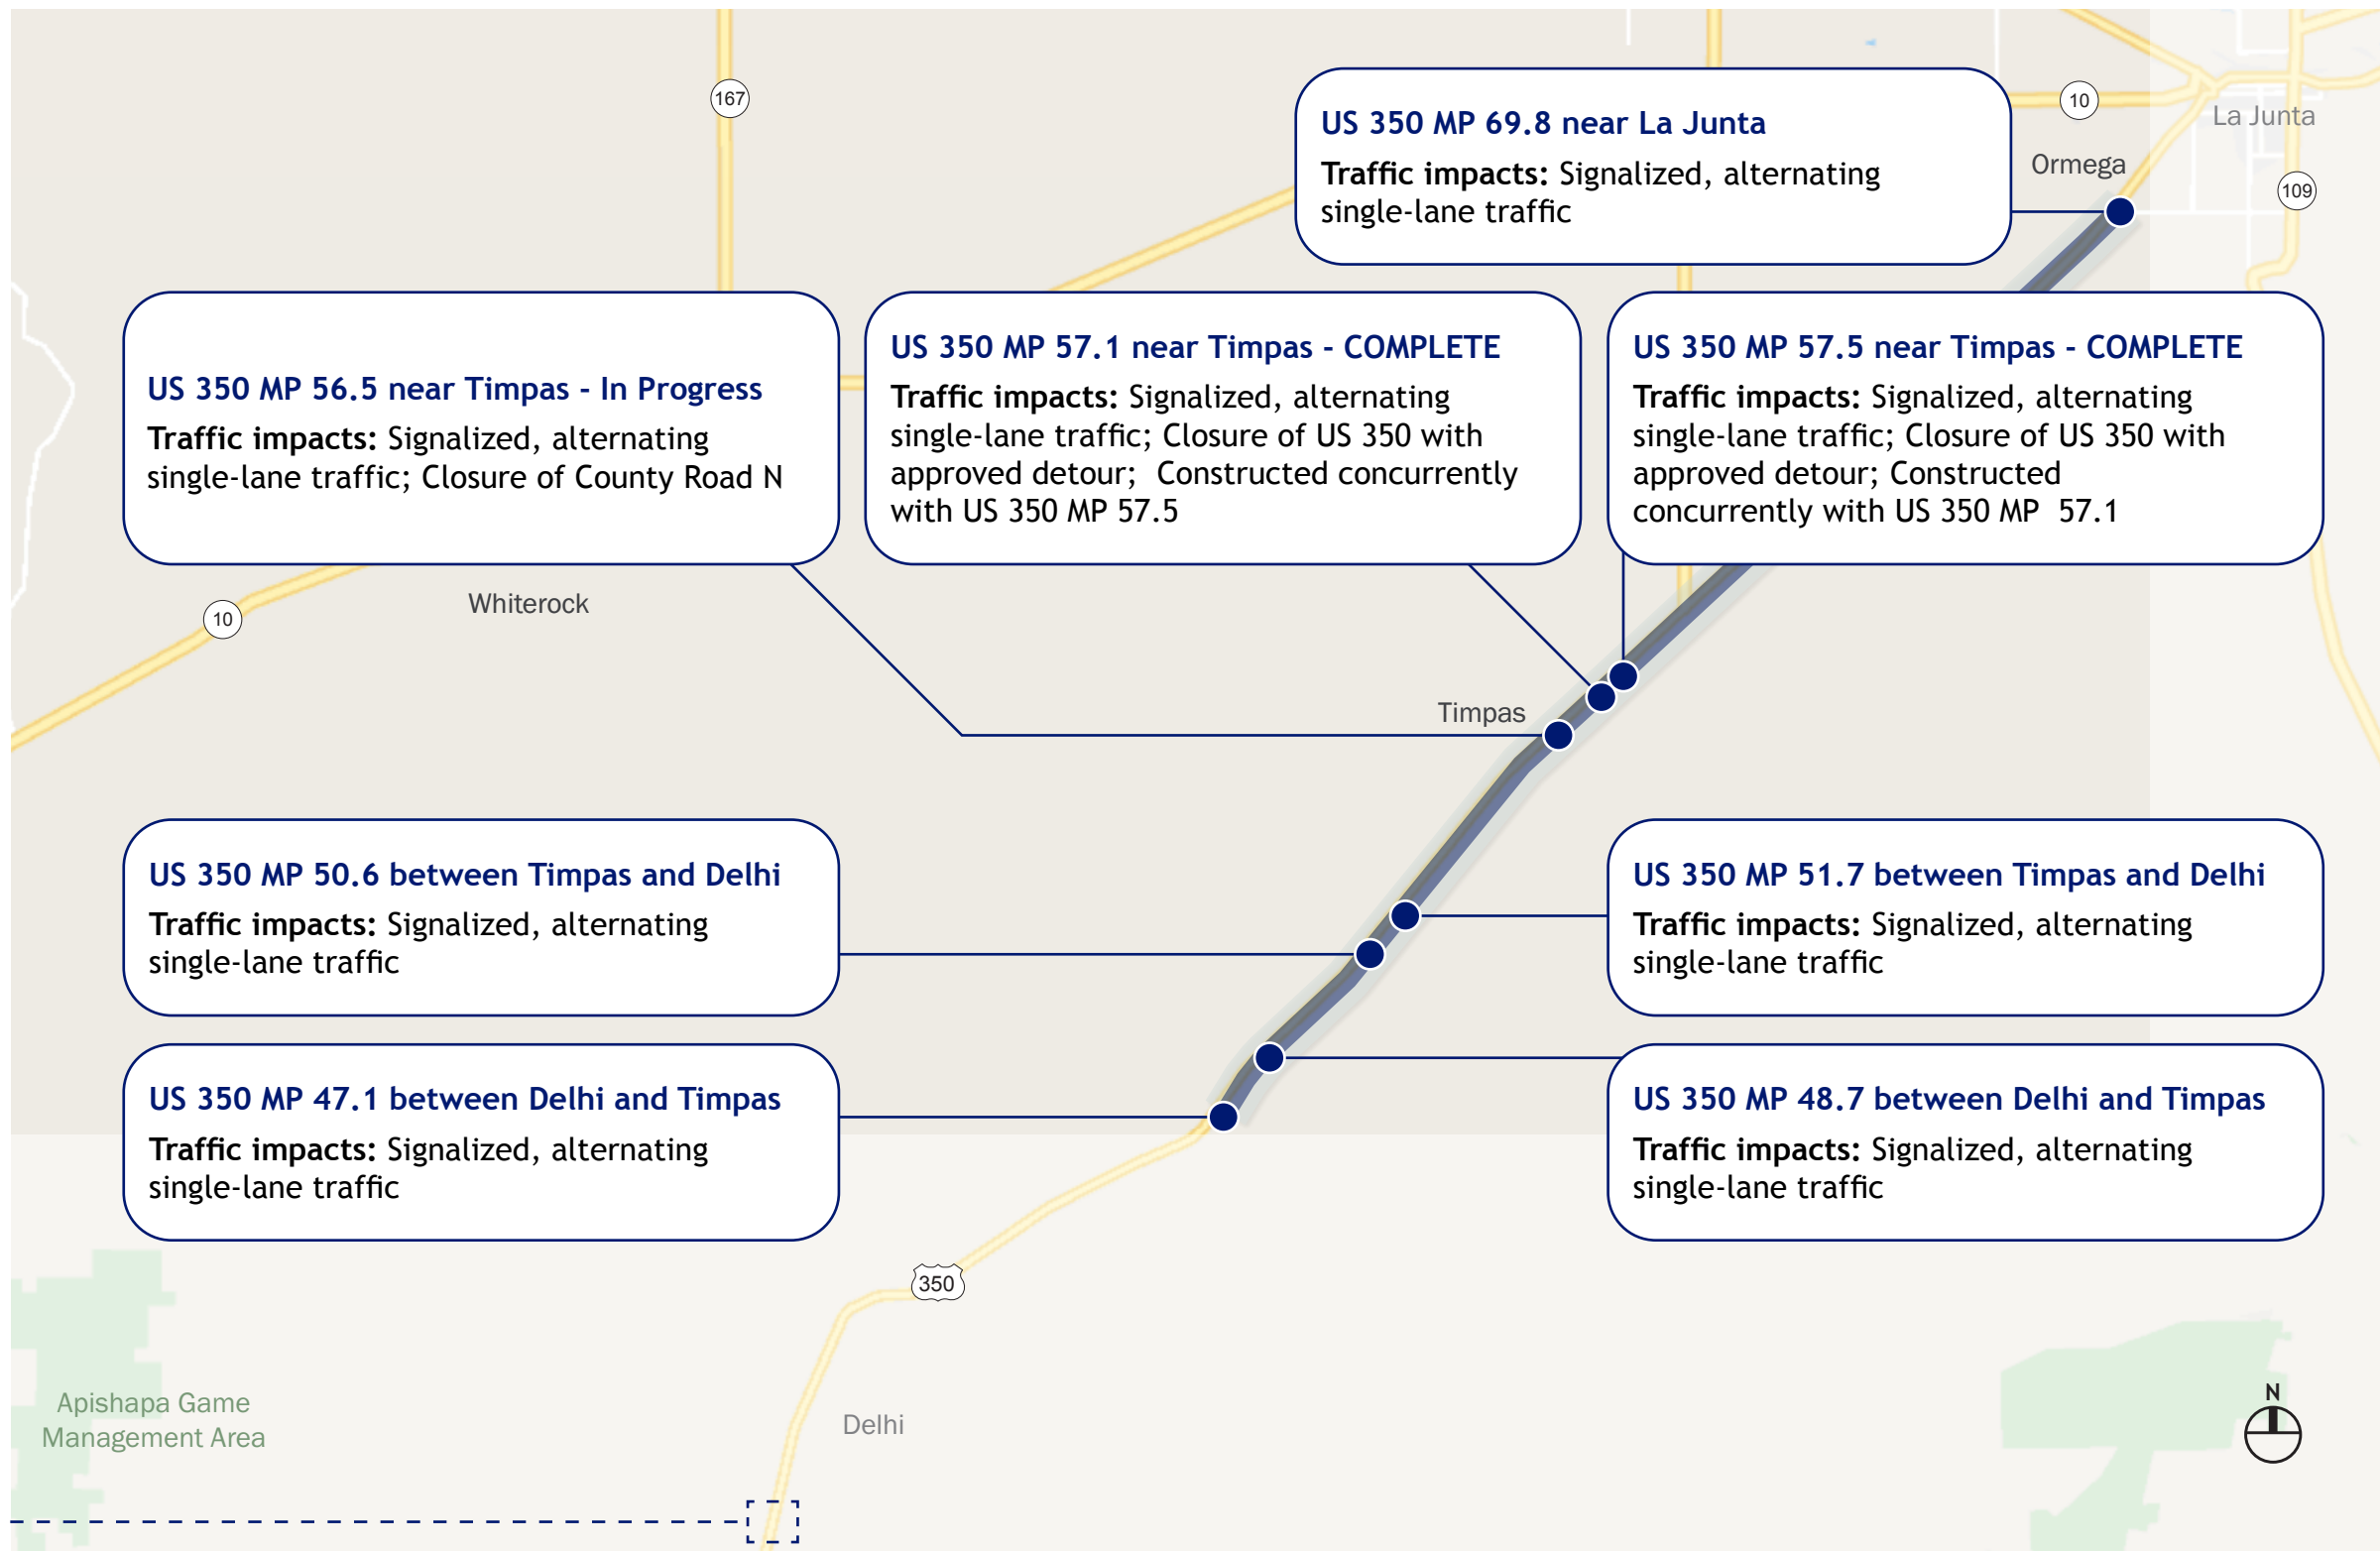 167
10
La Junta
Ormega
109
US 350 MP 69.8 near La Junta
Traffic impacts: Signalized, alternating
single-lane traffic
US 350 MP 56.5 near Timpas - In Progress
Traffic impacts: Signalized, alternating
single-lane traffic; Closure of County Road N
US 350 MP 57.1 near Timpas - COMPLETE
Traffic impacts: Signalized, alternating
single-lane traffic; Closure of US 350 with
approved detour;  Constructed concurrently
with US 350 MP 57.5
US 350 MP 57.5 near Timpas - COMPLETE
Traffic impacts: Signalized, alternating
single-lane traffic; Closure of US 350 with
approved detour; Constructed
concurrently with US 350 MP  57.1
10
Whiterock
Timpas
US 350 MP 50.6 between Timpas and Delhi
Traffic impacts: Signalized, alternating
single-lane traffic
US 350 MP 51.7 between Timpas and Delhi
Traffic impacts: Signalized, alternating
single-lane traffic
US 350 MP 47.1 between Delhi and Timpas
Traffic impacts: Signalized, alternating
single-lane traffic
US 350 MP 48.7 between Delhi and Timpas
Traffic impacts: Signalized, alternating
single-lane traffic
350
Apishapa Game
Management Area
Delhi
N